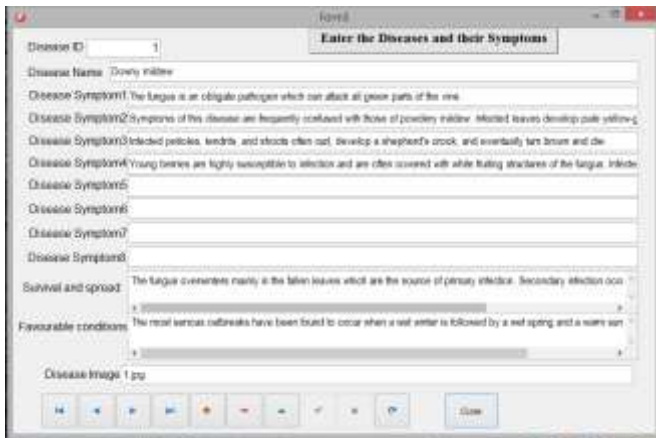 Form3
Enter the Diseases and their Symptoms
Disease ID 1
Disease Name Downy mildew
Disease Symptom1 The fungus is an obligate pathogen which can attack all green parts of the vine.
Disease Symptom2 Symptoms of this disease are frequently confused with those of powdery mildew. Infected leaves develop pale yellow-g
Disease Symptom3 Infected petioles, tendrils, and shoots often curl, develop a shepherd's crook, and eventually turn brown and die.
Disease Symptom4 Young berries are highly susceptible to infection and are often covered with white fruiting structures of the fungus. Infecte
Disease Symptom5
Disease Symptom6
Disease Symptom7
Disease Symptom8
Survival and spread The fungus overwinters mainly in the fallen leaves which are the source of primary infection. Secondary infection occ
Favourable conditions The most serious outbreaks have been found to occur when a wet winter is followed by a wet spring and a warm sum
Disease Image 1.jpg
Close